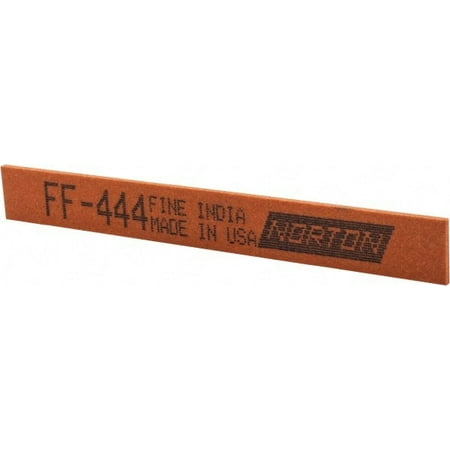 FF-444
FINE INDIA
MADE IN USA
NORTON